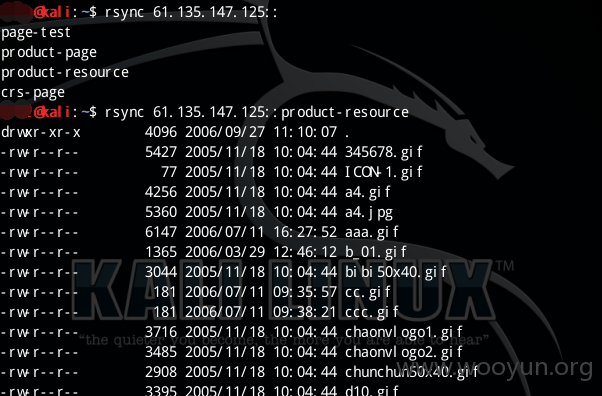 @kali:~$ rsync 61.135.147.125::
page-test
product-page
product-resource
crs-page
@kali:~$ rsync 61.135.147.125::product-resource
drwxr-xr-x 4096 2006/09/27 11:10:07 .
-rw-r--r-- 5427 2005/11/18 10:04:44 345678.gif
-rw-r--r-- 77 2005/11/18 10:04:44 ICON-1.gif
-rw-r--r-- 4256 2005/11/18 10:04:44 a4.gif
-rw-r--r-- 5360 2005/11/18 10:04:44 a4.jpg
-rw-r--r-- 6147 2006/07/11 16:27:52 aaa.gif
-rw-r--r-- 1365 2006/03/29 12:46:12 b_01.gif
-rw-r--r-- 3044 2005/11/18 10:04:44 bibi50x40.gif
-rw-r--r-- 181 2006/07/11 09:35:57 cc.gif
-rw-r--r-- 181 2006/07/11 09:38:21 ccc.gif
-rw-r--r-- 3716 2005/11/18 10:04:44 chaonvlogo1.gif
-rw-r--r-- 3485 2005/11/18 10:04:44 chaonvlogo2.gif
-rw-r--r-- 2908 2005/11/18 10:04:44 chunchun50x40.gif
-rw-r--r-- 3395 2005/11/18 10:04:44 d10.gif
KALI LINUX™
"the quieter you become, the more you are able to hear"
www.wooyun.org